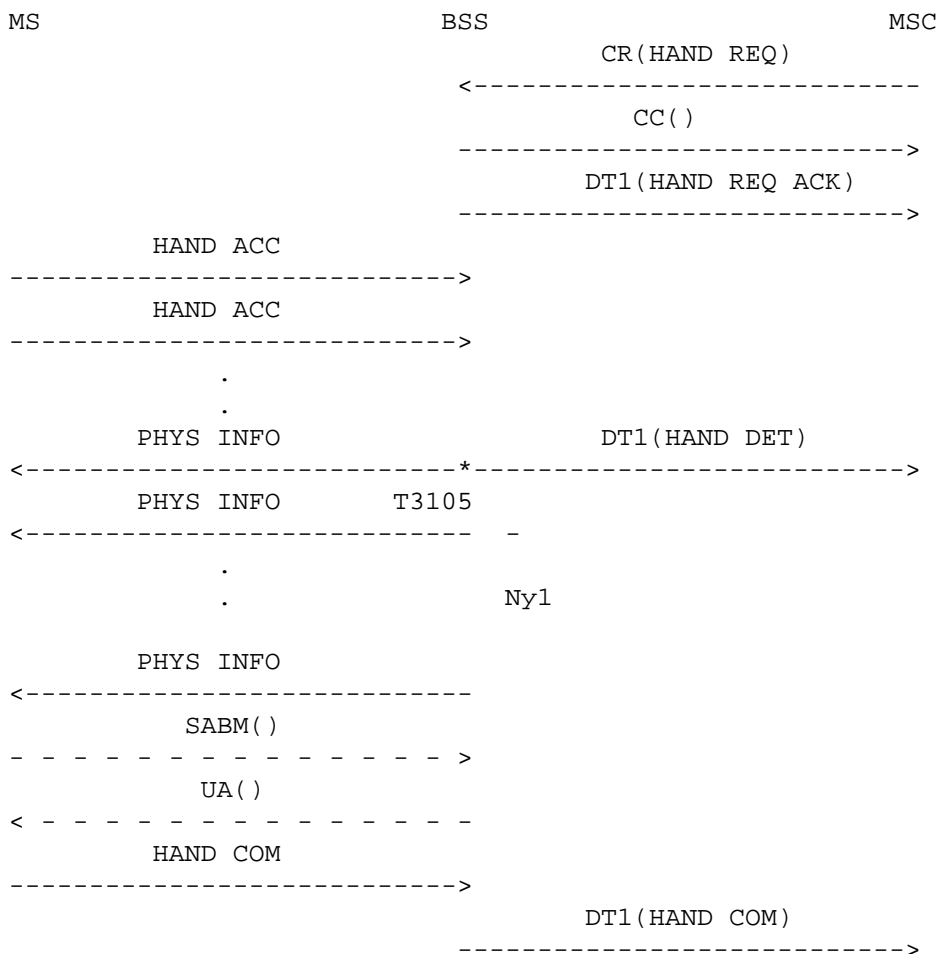 MS BSS MSC
CR(HAND REQ)
<----------------------------
CC()
---------------------------->
DT1(HAND REQ ACK)
---------------------------->
HAND ACC
---------------------------->
HAND ACC
---------------------------->
.
.
PHYS INFO DT1(HAND DET)
<---------------------------*--------------------------->
PHYS INFO T3105
<---------------------------- -
.
. Ny1
PHYS INFO
<----------------------------
SABM()
- - - - - - - - - - - - - - >
UA()
< - - - - - - - - - - - - - -
HAND COM
---------------------------->
DT1(HAND COM)
---------------------------->